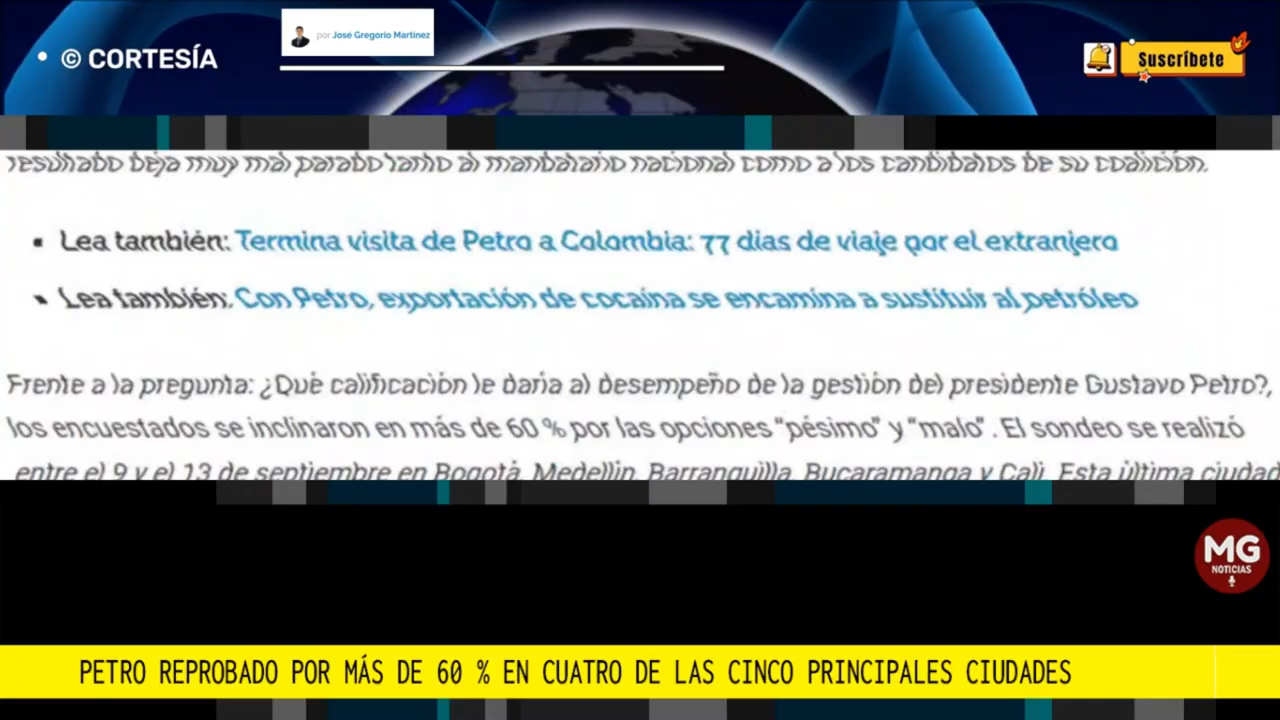 por José Gregorio Martínez
© CORTESÍA
Suscríbete
resultado deja muy mal parado tanto al mandatario nacional como a los candidatos de su coalición.
▪ Lea también: Termina visita de Petro a Colombia: 77 días de viaje por el extranjero
▪ Lea también: Con Petro, exportación de cocaína se encamina a sustituir al petróleo
Frente a la pregunta: ¿Qué calificación le daría al desempeño de la gestión del presidente Gustavo Petro?,
los encuestados se inclinaron en más de 60 % por las opciones “pésimo” y “malo” . El sondeo se realizó
entre el 9 y el 13 de septiembre en Bogotá, Medellín, Barranquilla, Bucaramanga y Cali. Esta última ciudad
MG
NOTICIAS
PETRO REPROBADO POR MÁS DE 60 % EN CUATRO DE LAS CINCO PRINCIPALES CIUDADES